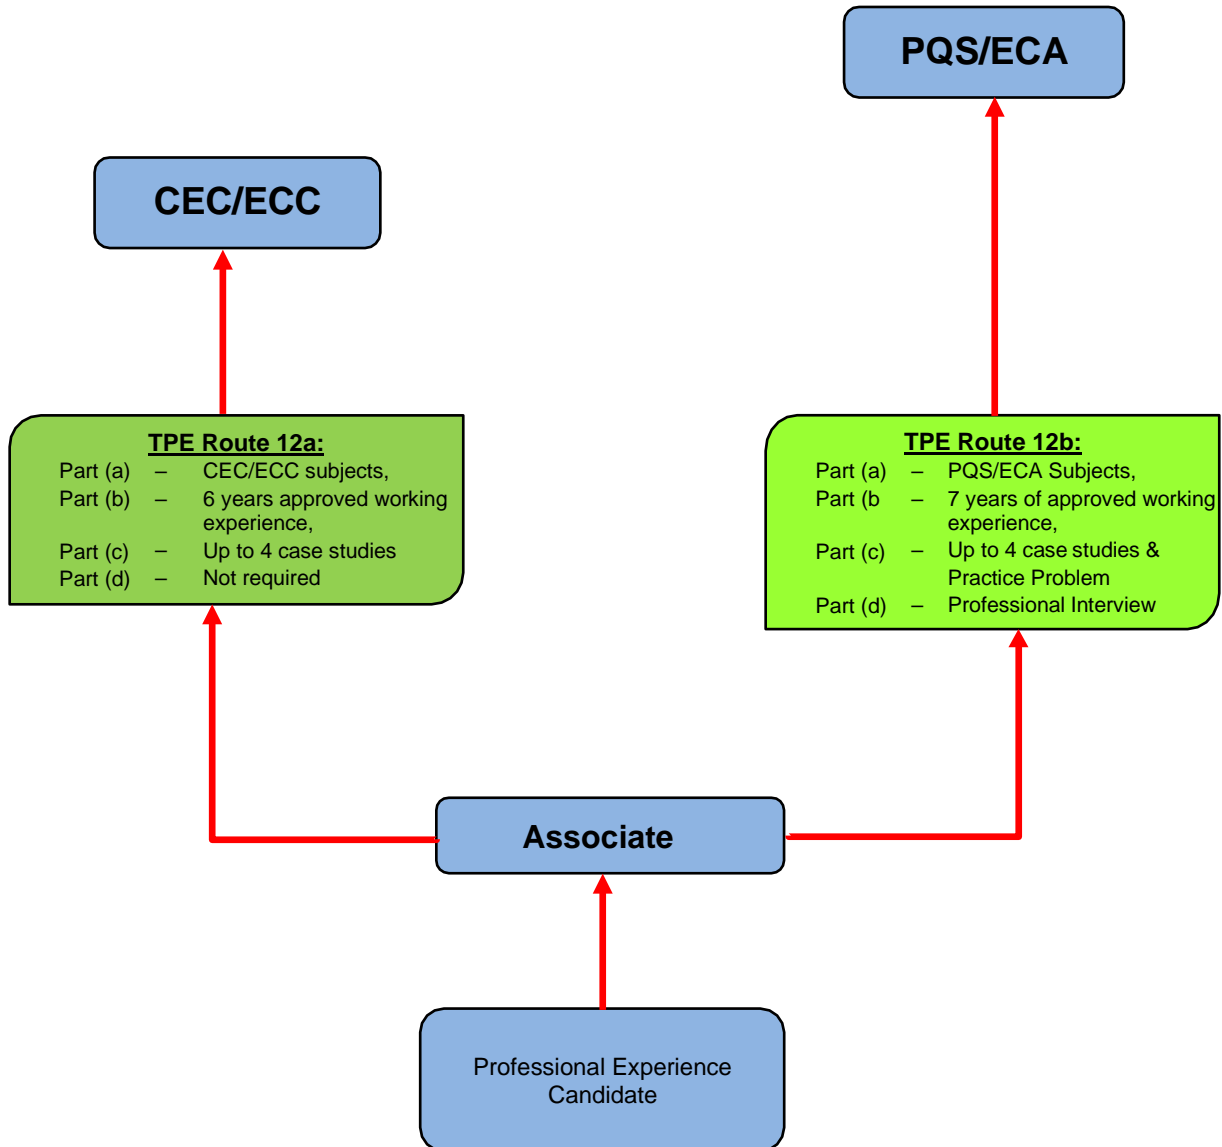 PQS/ECA
CEC/ECC
TPE Route 12a:
Part (a) – CEC/ECC subjects,
Part (b) – 6 years approved working
experience,
Part (c) – Up to 4 case studies
Part (d) – Not required
TPE Route 12b:
Part (a) – PQS/ECA Subjects,
Part (b – 7 years of approved working
experience,
Part (c) – Up to 4 case studies &
Practice Problem
Part (d) – Professional Interview
Associate
Professional Experience
Candidate